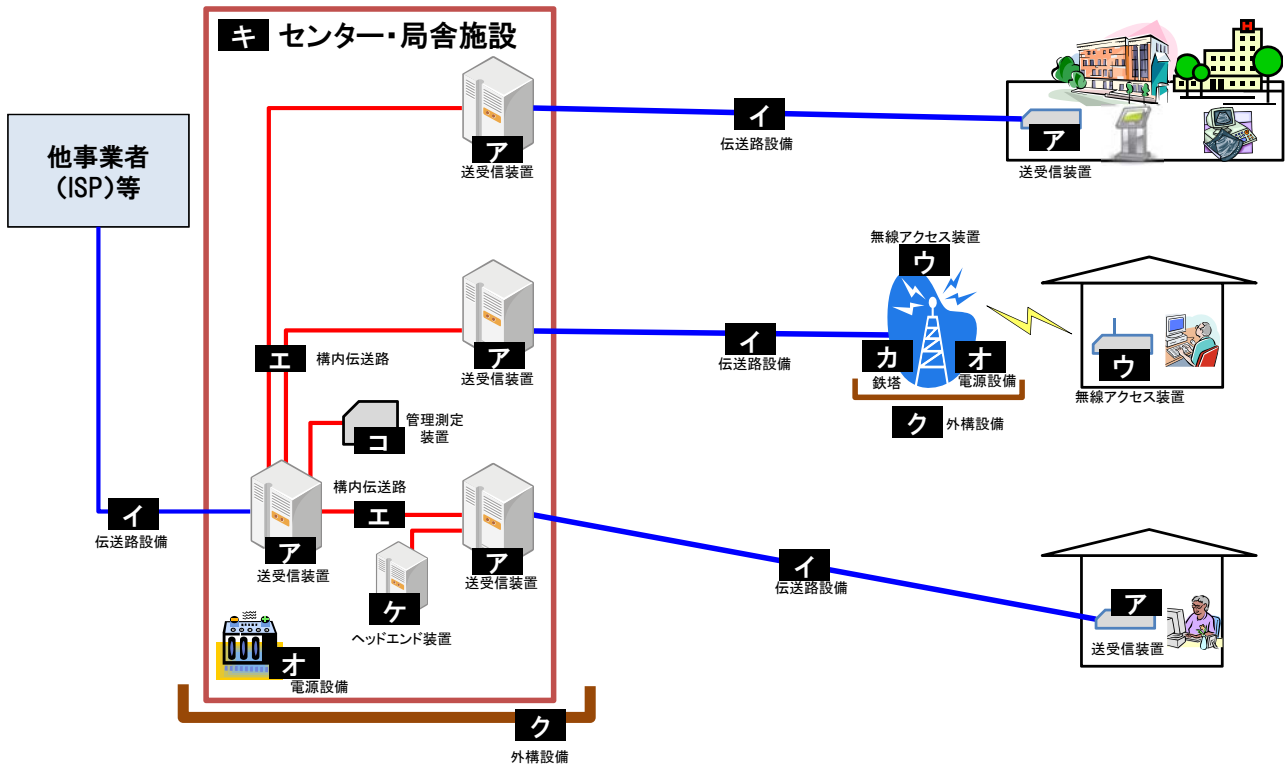 キ センター・局舎施設
他事業者
(ISP)等
ア
送受信装置
イ
伝送路設備
ア
送受信装置
H
無線アクセス装置
ウ
ア
送受信装置
イ
伝送路設備
カ
鉄塔
オ
電源設備
ク 外構設備
ウ
無線アクセス装置
エ 構内伝送路
コ
管理測定
装置
イ
伝送路設備
ア
送受信装置
構内伝送路
エ
ア
送受信装置
ケ
ヘッドエンド装置
イ
伝送路設備
ア
送受信装置
オ
電源設備
ク
外構設備